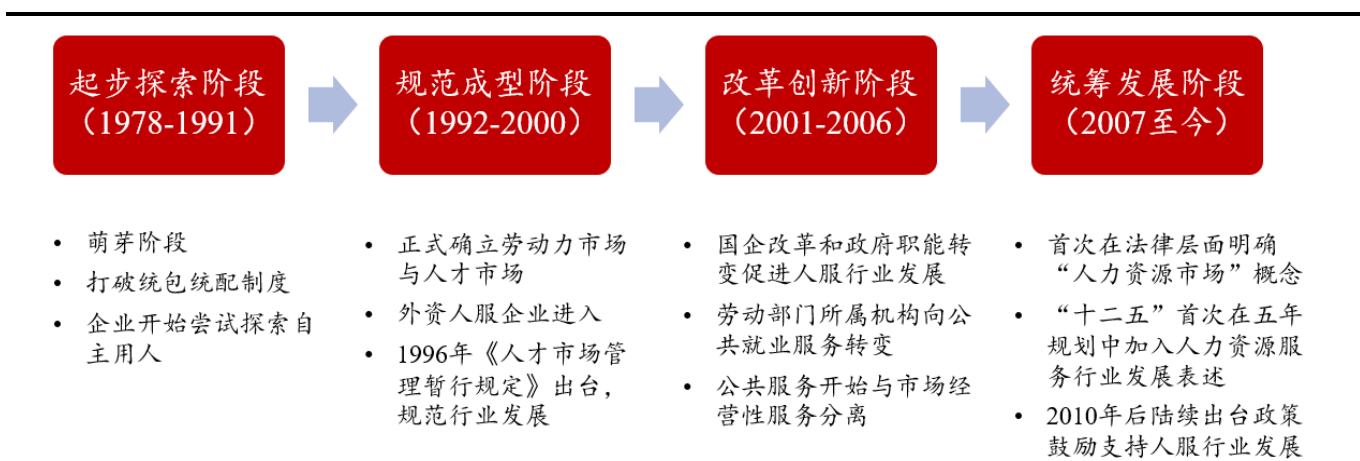 起步探索阶段
（1978-1991）
规范成型阶段
（1992-2000）
改革创新阶段
（2001-2006）
统筹发展阶段
（2007至今）
• 萌芽阶段
• 打破统包统配制度
• 企业开始尝试探索自
主用人
• 正式确立劳动力市场
与人才市场
• 外资人服企业进入
• 1996年《人才市场管
理暂行规定》出台，
规范行业发展
• 国企改革和政府职能转
变促进人服行业发展
• 劳动部门所属机构向公
共就业服务转变
• 公共服务开始与市场经
营性服务分离
• 首次在法律层面明确
“人力资源市场”概念
• “十二五”首次在五年
规划中加入人力资源服
务行业发展表述
• 2010年后陆续出台政策
鼓励支持人服行业发展